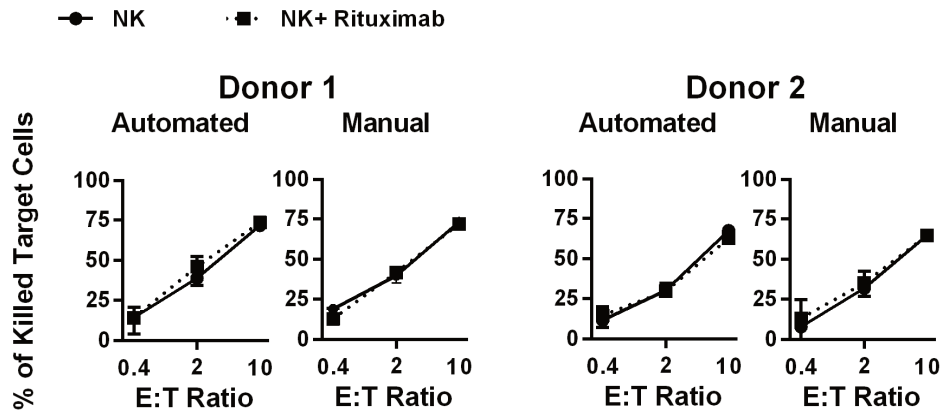 NK NK+ Rituximab
Donor 1 Donor 2
Automated Manual Automated Manual
% of Killed Target Cells
100 100 100 100
75 75 75 75
50 50 50 50
25 25 25 25
0 0 0 0
0.4 2 10 0.4 2 10 0.4 2 10 0.4 2 10
E:T Ratio E:T Ratio E:T Ratio E:T Ratio